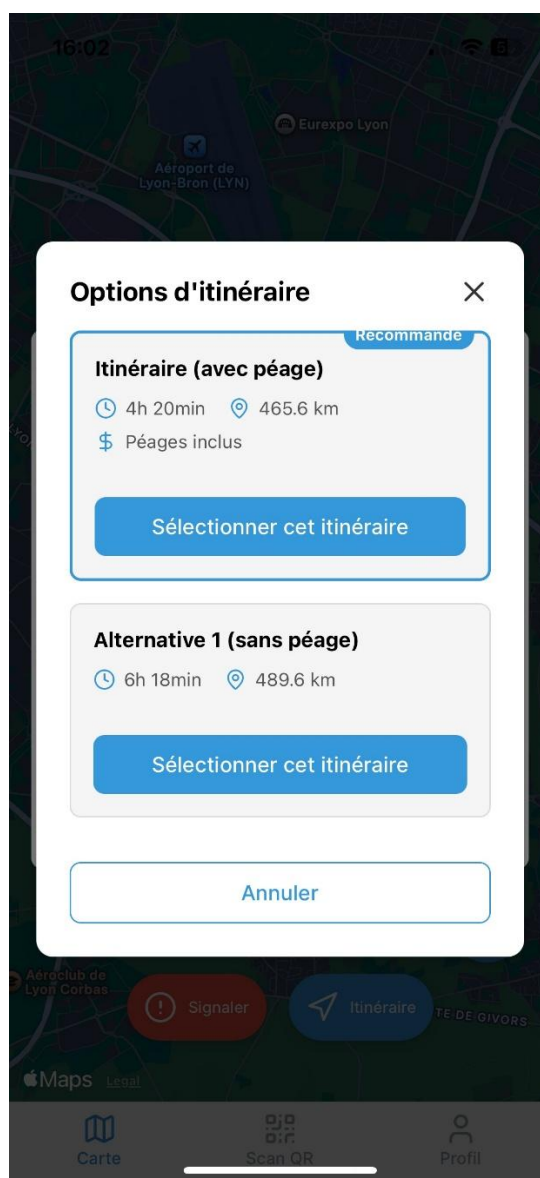 16:02
Eurexpo Lyon
Aéroport de
Lyon-Bron (LYN)
Options d'itinéraire
Recommandé
Itinéraire (avec péage)
4h 20min 465.6 km
$ Péages inclus
Sélectionner cet itinéraire
Alternative 1 (sans péage)
6h 18min 489.6 km
Sélectionner cet itinéraire
Annuler
Aéroclub de
Lyon Corbas
Signaler
Itinéraire
TE DE GIVORS
Maps Legal
Carte
Scan QR
Profil